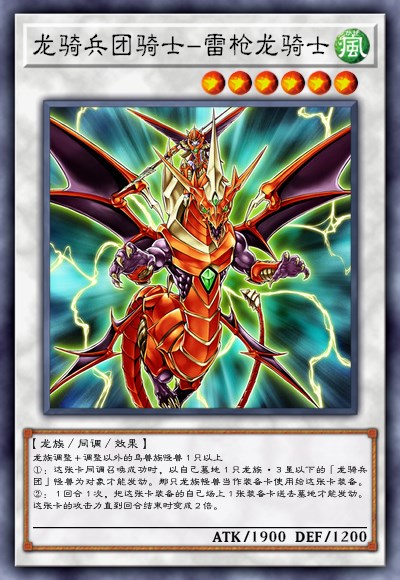 龙骑兵团骑士-雷枪龙骑士
風
【龙族/同调/效果】
龙族调整+调整以外的鸟兽族怪兽1只以上
①:这张卡同调召唤成功时,以自己墓地1只龙族·3星以下的「龙骑兵
团」怪兽为对象才能发动。那只龙族怪兽当作装备卡使用给这张卡装备。
②:1回合1次,把这张卡装备的自己场上1张装备卡送去墓地才能发动。
这张卡的攻击力直到回合结束时变成2倍。
ATK/1900 DEF/1200